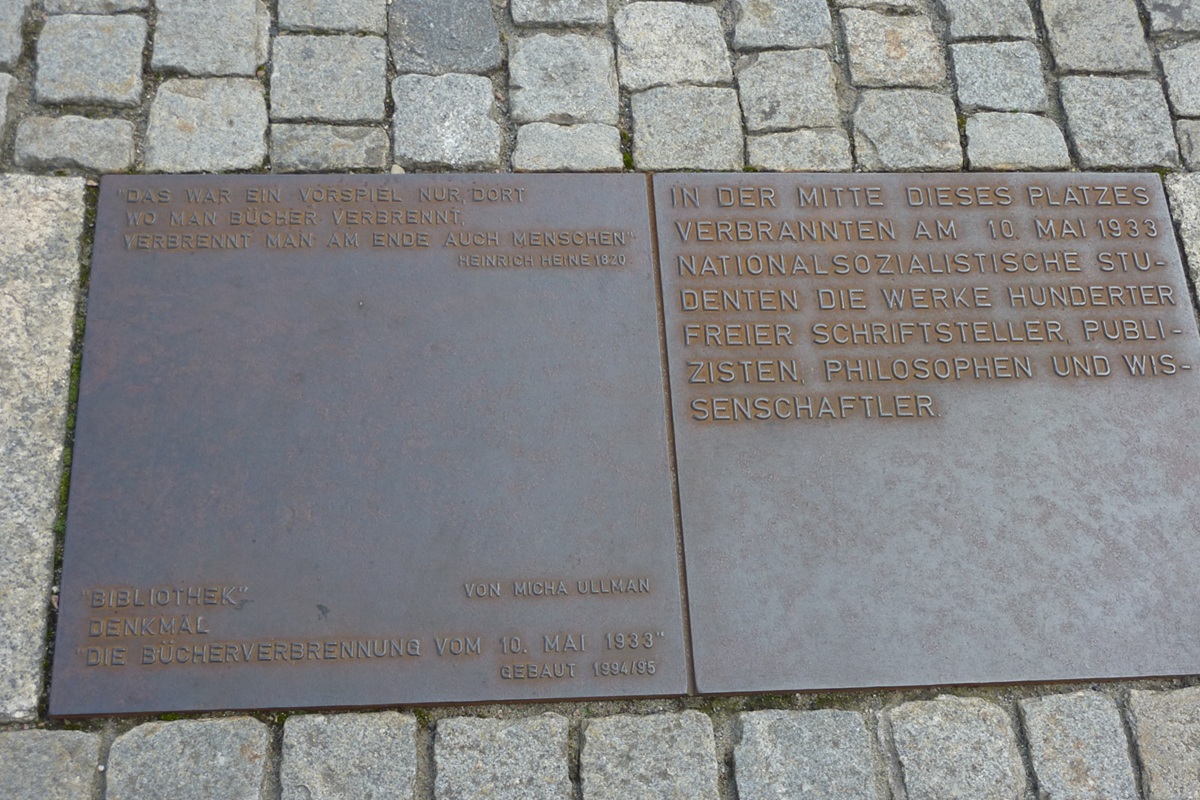 "DAS WAR EIN VORSPIEL NUR, DORT
WO MAN BÜCHER VERBRENNT,
VERBRENNT MAN AM ENDE AUCH MENSCHEN"
HEINRICH HEINE 1820.
"BIBLIOTHEK"
VON MICHA ULLMAN
DENKMAL
"DIE BÜCHERVERBRENNUNG VOM 10. MAI 1933"
GEBAUT 1994/95
IN DER MITTE DIESES PLATZES
VERBRANNTEN AM 10. MAI 1933
NATIONALSOZIALISTISCHE STU-
DENTEN DIE WERKE HUNDERTER
FREIER SCHRIFTSTELLER, PUBLI-
ZISTEN, PHILOSOPHEN UND WIS-
SENSCHAFTLER.